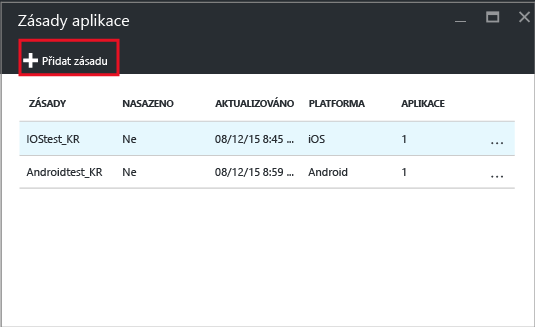 Zásady aplikace
Přidat zásadu
ZÁSADY NASAZENO AKTUALIZOVÁNO PLATFORMA APLIKACE
IOStest_KR Ne 08/12/15 8:45 ... iOS 1 ...
Androidtest_KR Ne 08/12/15 8:59 ... Android 1 ...